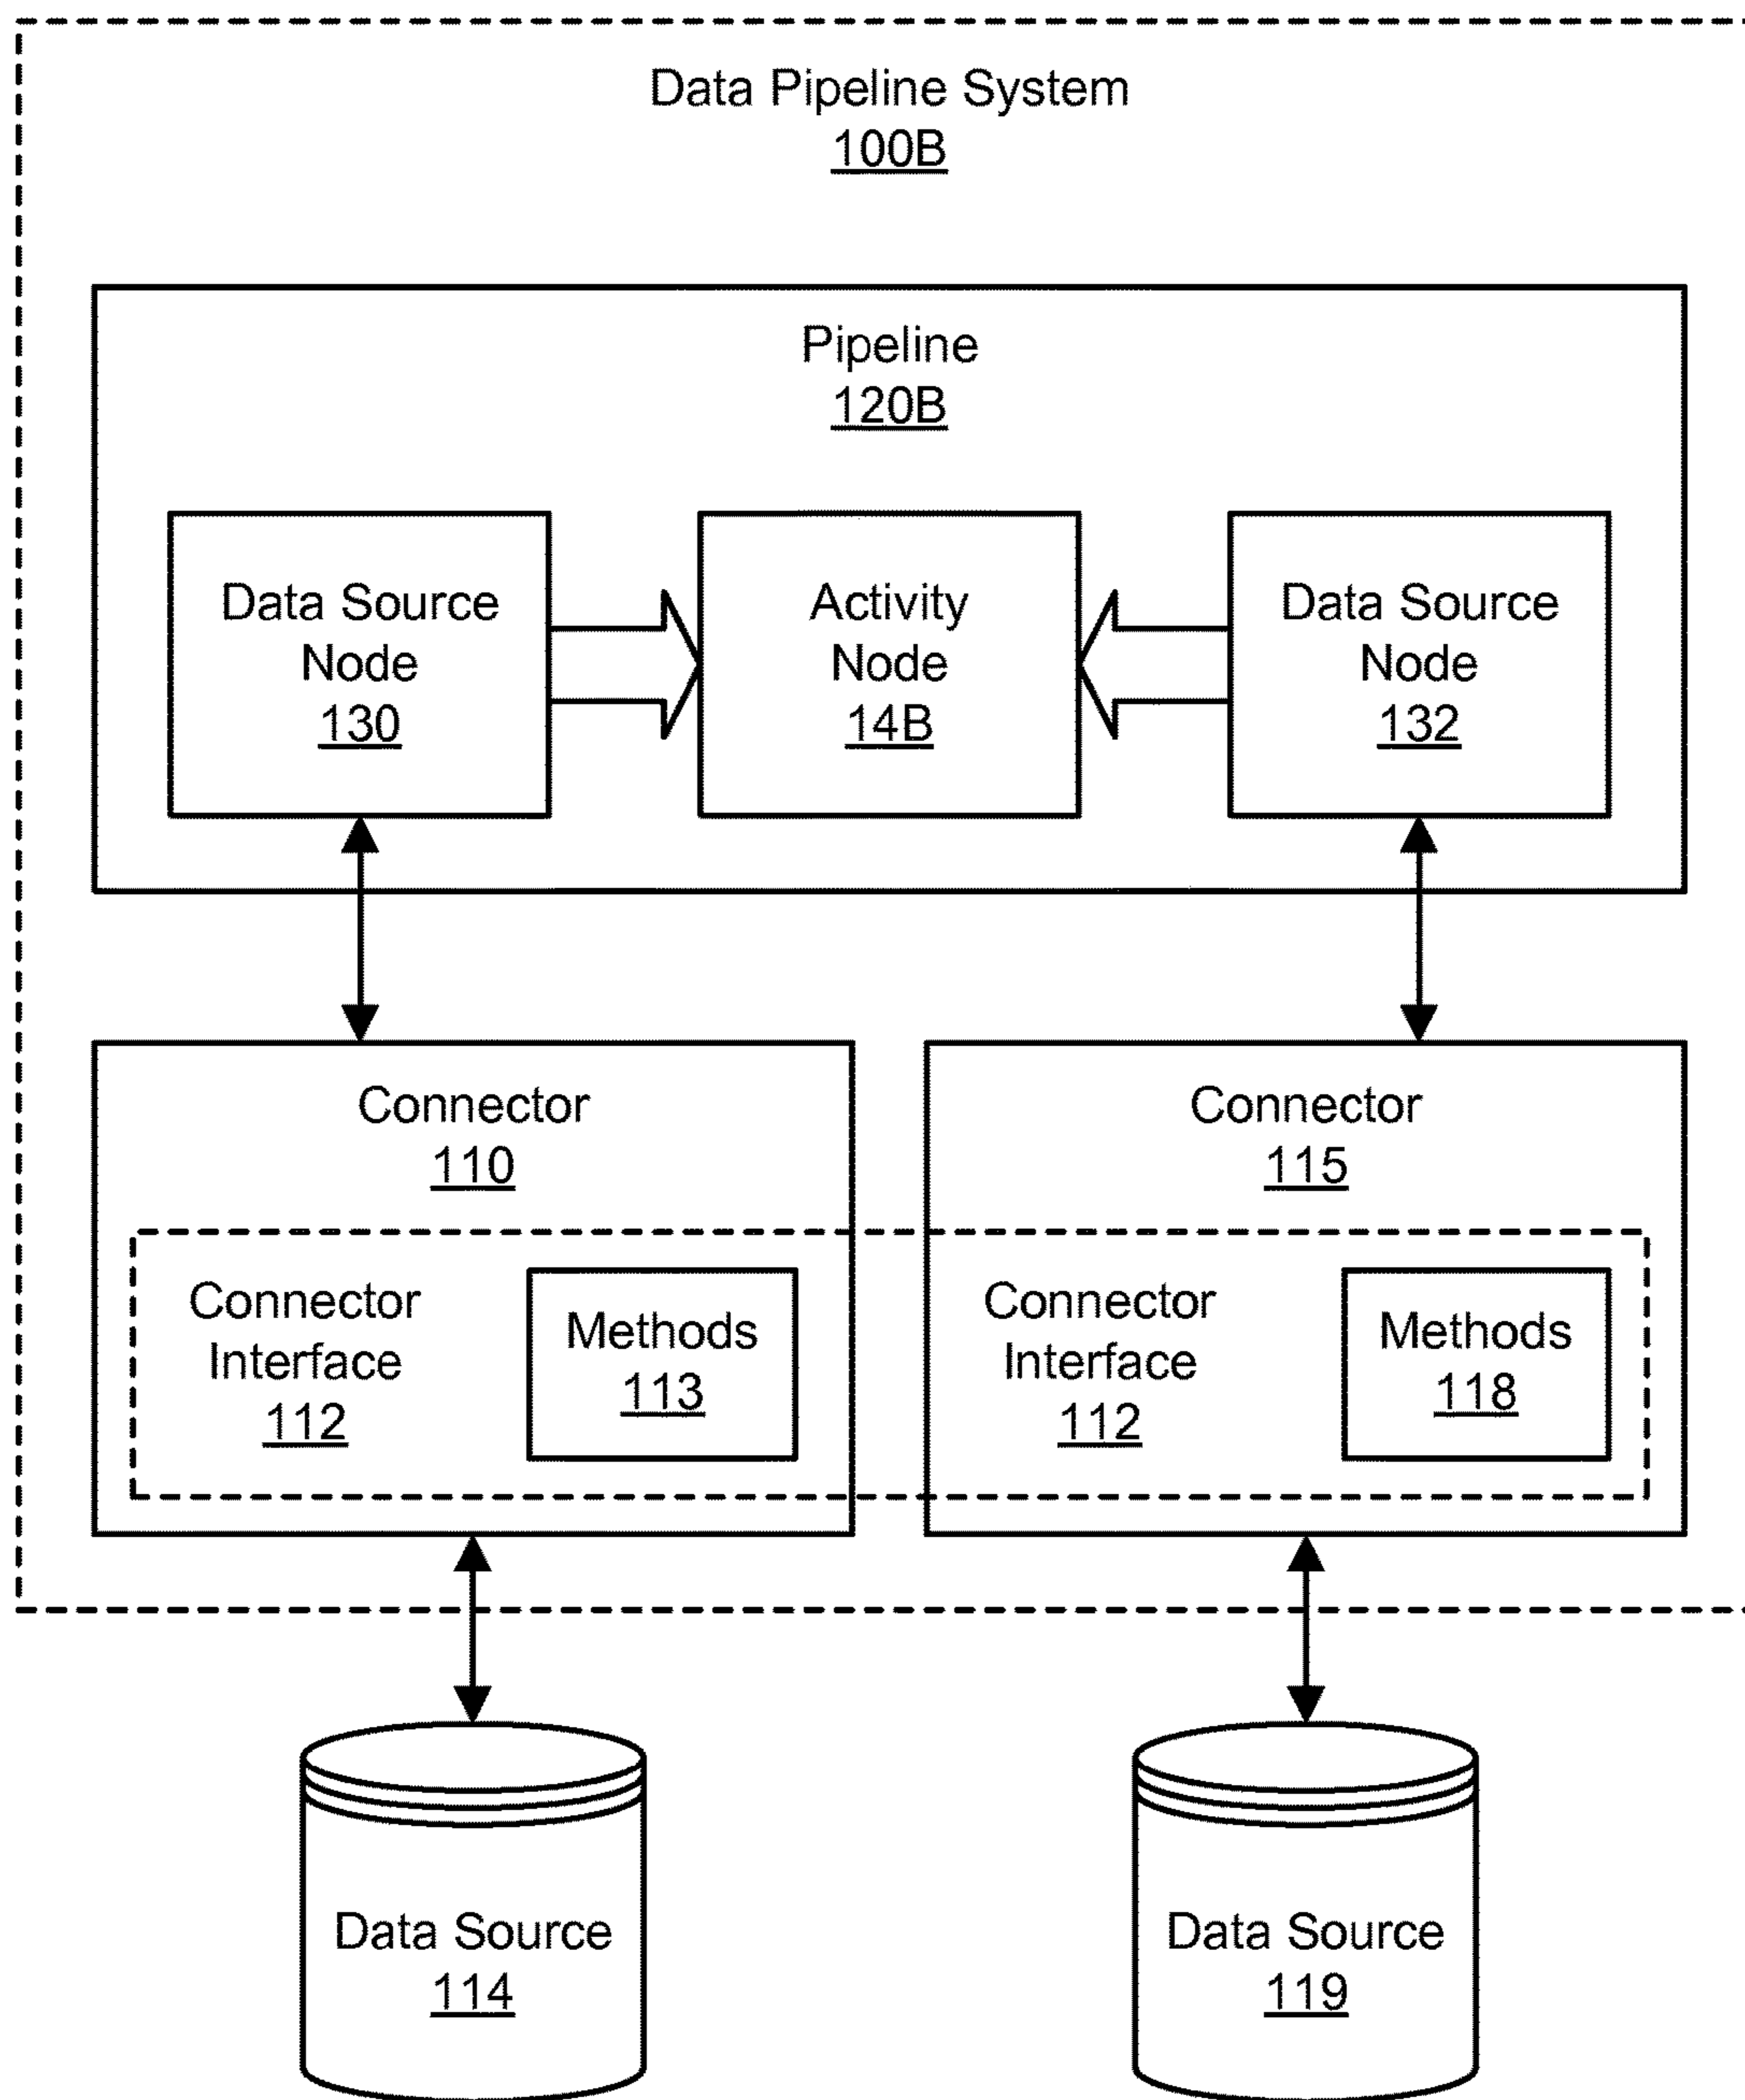 Data Pipeline System
100B
Pipeline
120B
Data Source
Node
130
Activity
Node
14B
Data Source
Node
132
Connector
110
Connector
115
Connector
Interface
112
Methods
113
Connector
Interface
112
Methods
118
Data Source
114
Data Source
119